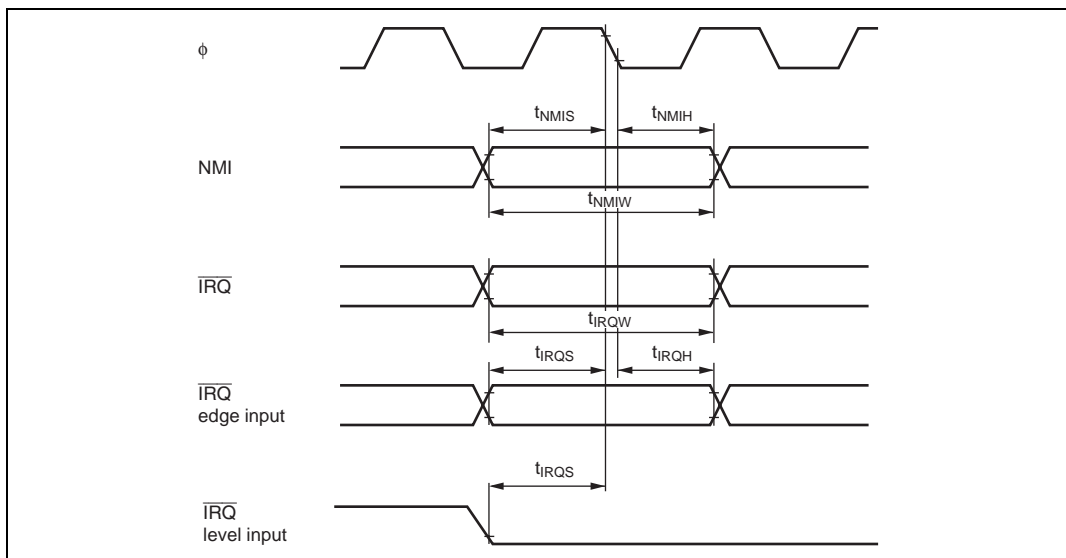 ϕ
tNMIS tNMIH
NMI
tNMIW
IRQ
tIRQW
tIRQS tIRQH
IRQ
edge input
tIRQS
IRQ
level input